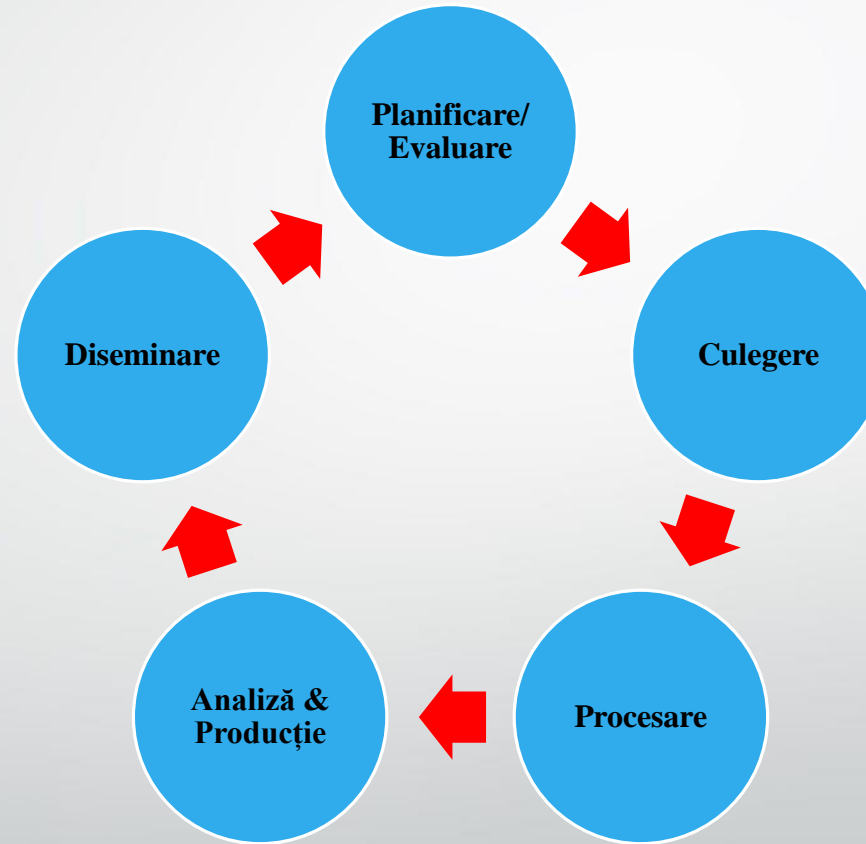 Planificare/
Evaluare
Culegere
Procesare
Analiză &
Producție
Diseminare